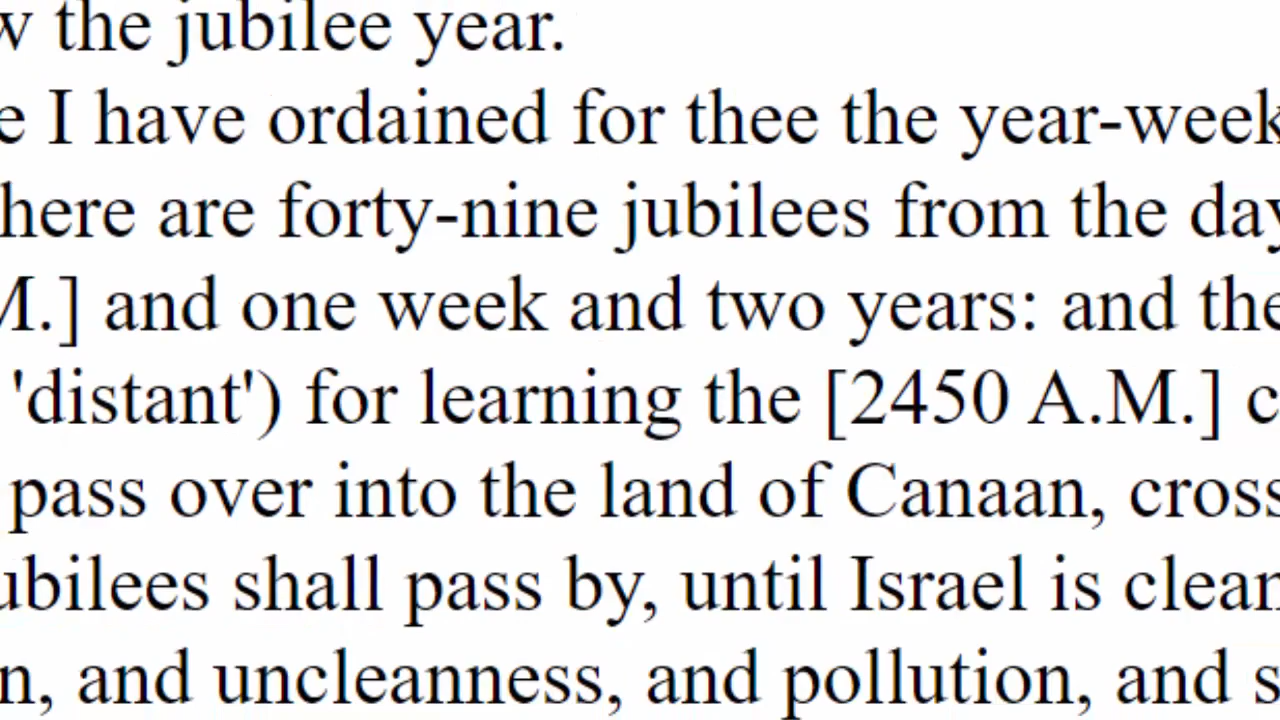 w the jubilee year.
e I have ordained for thee the year-week
here are forty-nine jubilees from the day
M.] and one week and two years: and the
'distant') for learning the [2450 A.M.] c
pass over into the land of Canaan, cross
ubilees shall pass by, until Israel is clean
n, and uncleanness, and pollution, and s